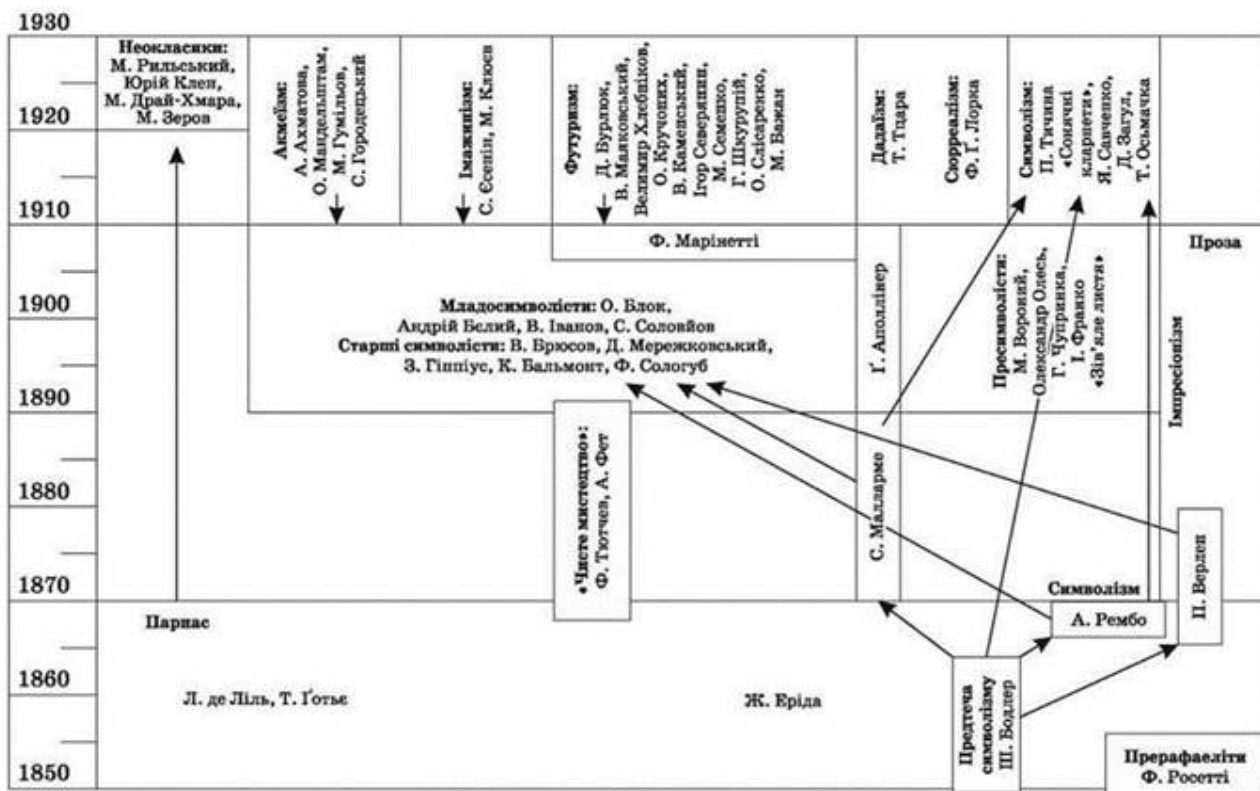 1930
1920
1910
1900
1890
1880
1870
1860
1850
Неокласики:
М. Рильський,
Юрій Клен,
М. Драй-Хмара,
М. Зеров
Акмеїзм:
А. Ахматова,
О. Мандельштам,
М. Гумільов,
С. Городецький
Імажинізм:
С. Єсенін, М. Клюєв
Футуризм:
Д. Бурлюк,
В. Маяковський,
Велимир Хлебніков,
О. Кручоних,
В. Каменський,
Ігор Северянин,
М. Семенко,
Г. Шкурупій,
О. Слісаренко,
М. Бажан
Дадаїзм:
Т. Тцара
Сюрреалізм:
Ф. Ґ. Лорка
Символізм:
П. Тичина
«Сонячні
кларнети»,
Я. Савченко,
Д. Загул,
Т. Осьмачка
Ф. Марінетті
Младосимволісти: О. Блок,
Андрій Бєлий, В. Іванов, С. Соловйов
Старші символісти: В. Брюсов, Д. Мережковський,
З. Гіппіус, К. Бальмонт, Ф. Сологуб
Ґ. Аполлінер
Пресимволісти:
М. Вороний,
Олександр Олесь,
Г. Чупринка,
І. Франко
«Зів’яле листя»
Проза
Імпресіонізм
«Чисте мистецтво»:
Ф. Тютчев, А. Фет
С. Малларме
Символізм
А. Рембо
П. Верлен
Парнас
Л. де Ліль, Т. Ґотьє
Ж. Еріда
Предтеча
символізму
Ш. Бодлер
Прерафаеліти
Ф. Росетті